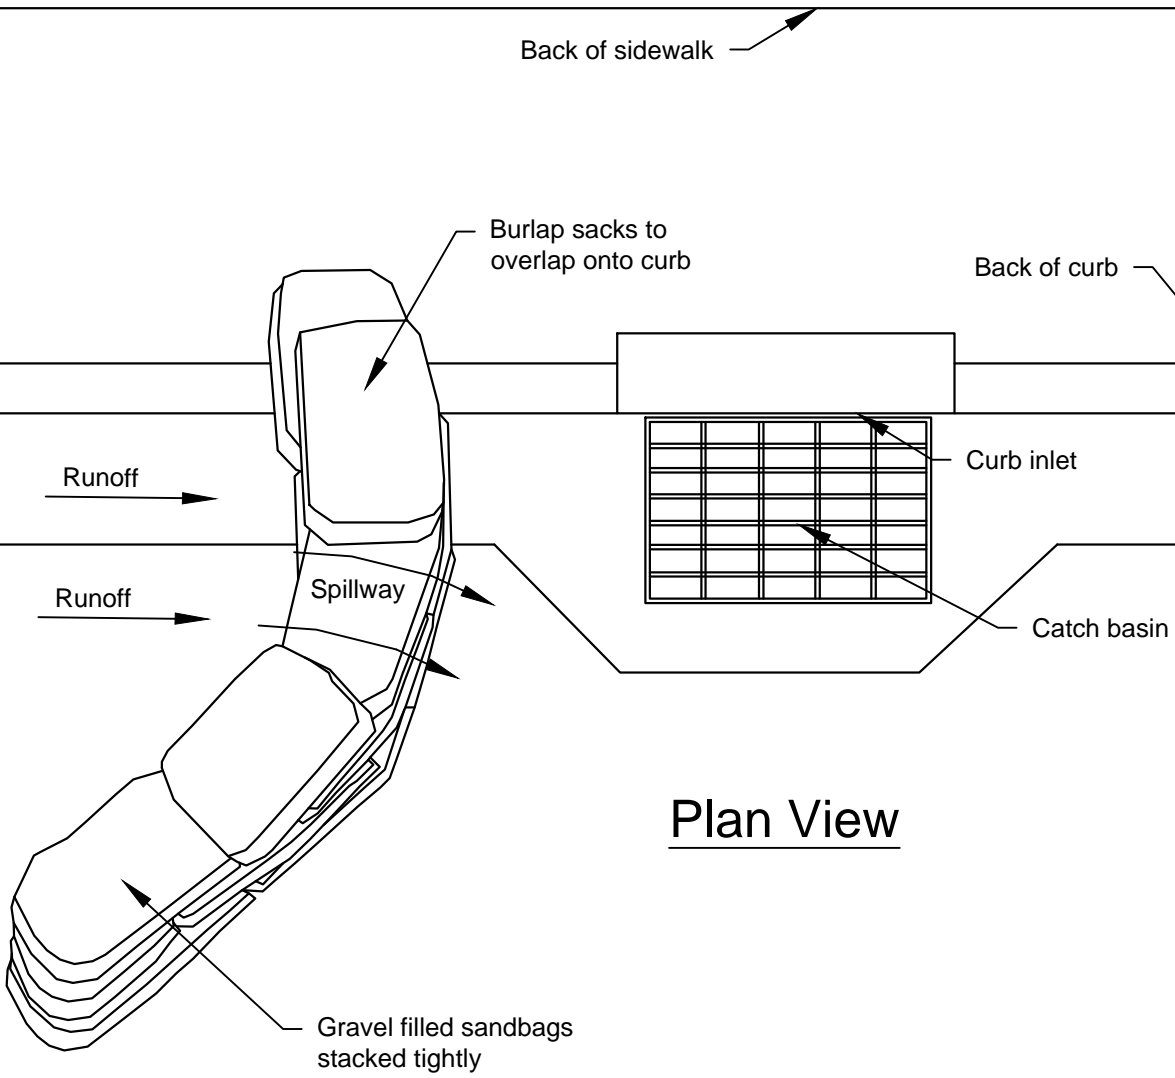 Back of sidewalk
Burlap sacks to
overlap onto curb
Back of curb
Runoff
Curb inlet
Runoff
Spillway
Catch basin
Plan View
Gravel filled sandbags
stacked tightly